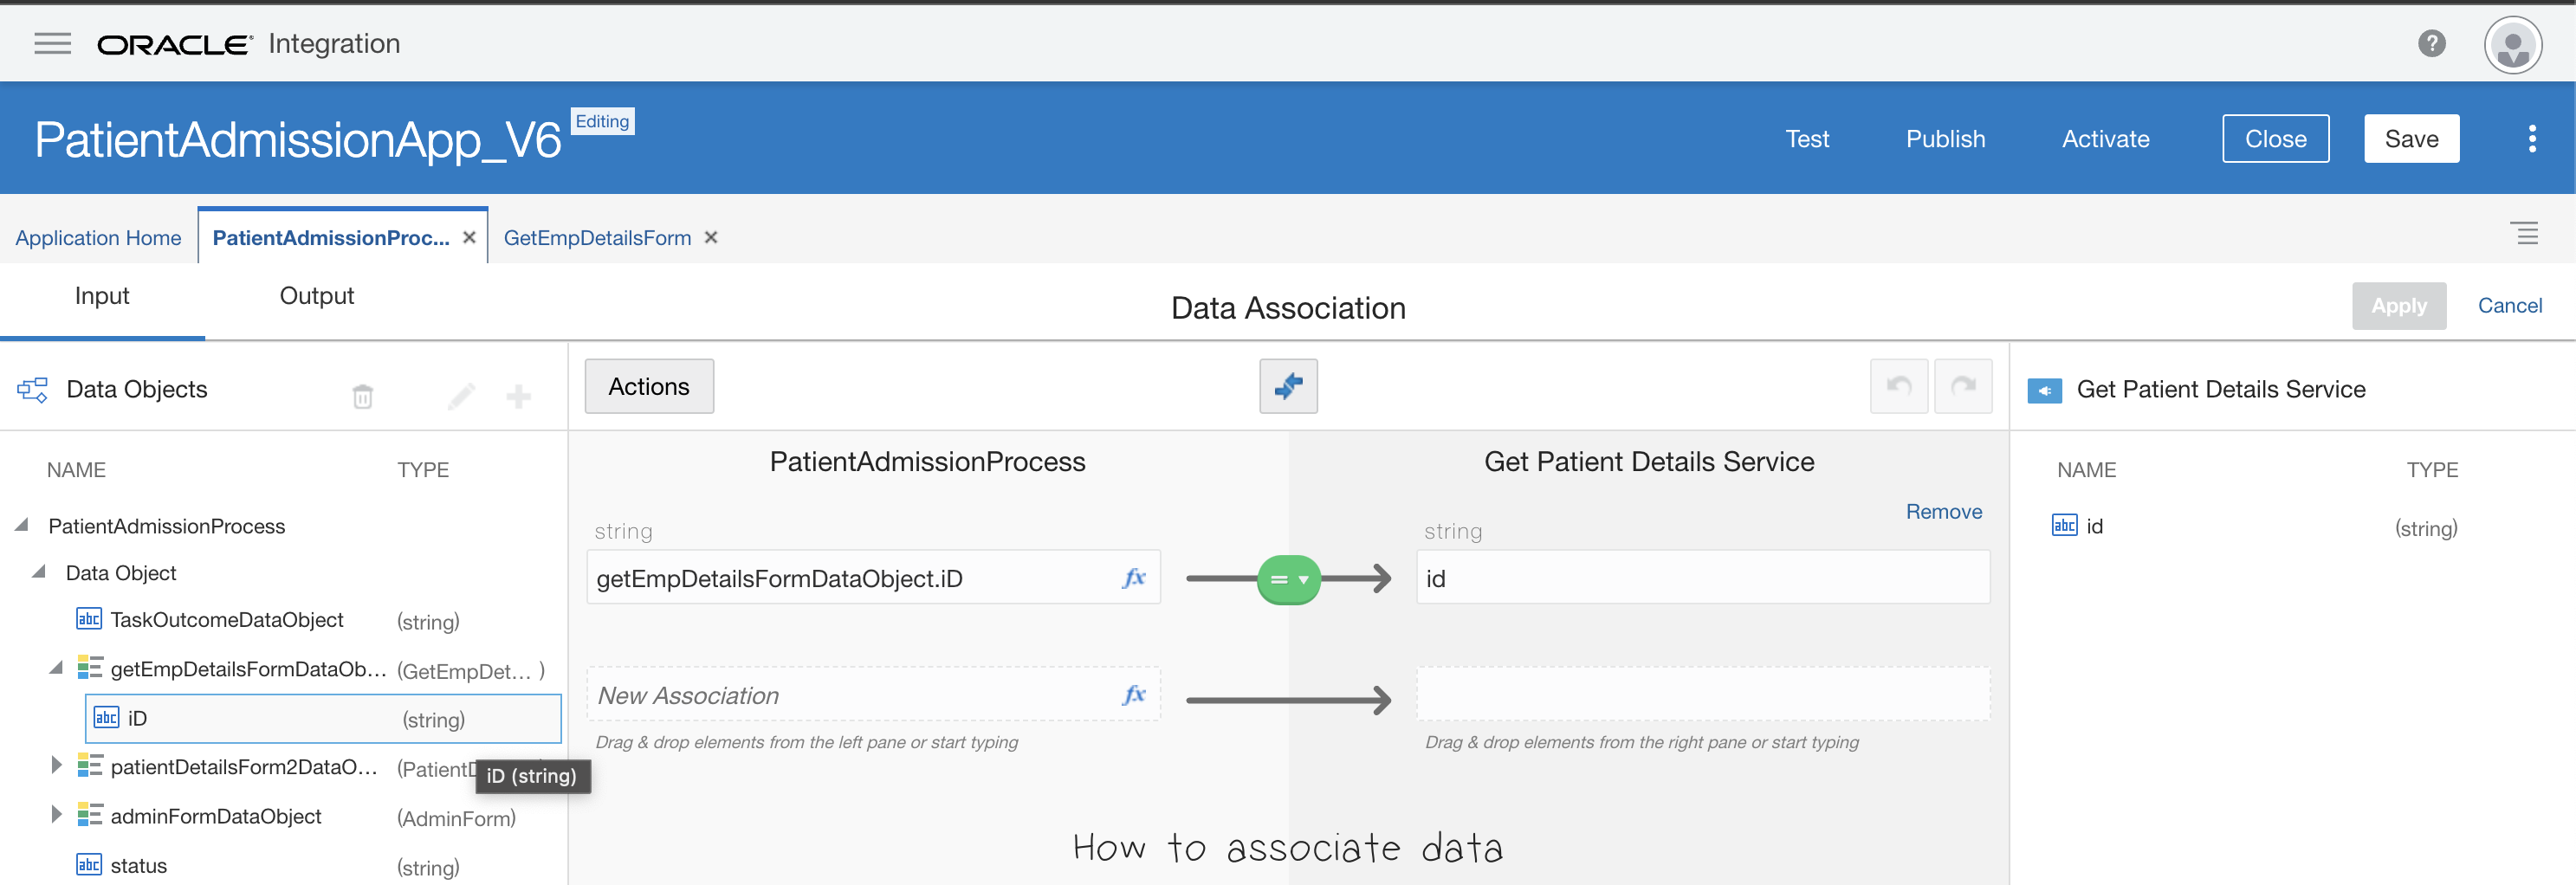 ORACLE Integration
PatientAdmissionApp_V6 Editing
Test Publish Activate Close Save
Application Home PatientAdmissionProc... GetEmpDetailsForm
Input Output Data Association Apply Cancel
Data Objects Actions Get Patient Details Service
NAME TYPE
PatientAdmissionProcess
Data Object
abc TaskOutcomeDataObject (string)
getEmpDetailsFormDataOb... (GetEmpDet... )
abc iD (string)
patientDetailsForm2DataO... (PatientD
iD (string)
adminFormDataObject (AdminForm)
abc status (string)
PatientAdmissionProcess Get Patient Details Service
Remove
string string
getEmpDetailsFormDataObject.iD fx = id
New Association fx
Drag & drop elements from the left pane or start typing Drag & drop elements from the right pane or start typing
How to associate data
NAME TYPE
abc id (string)